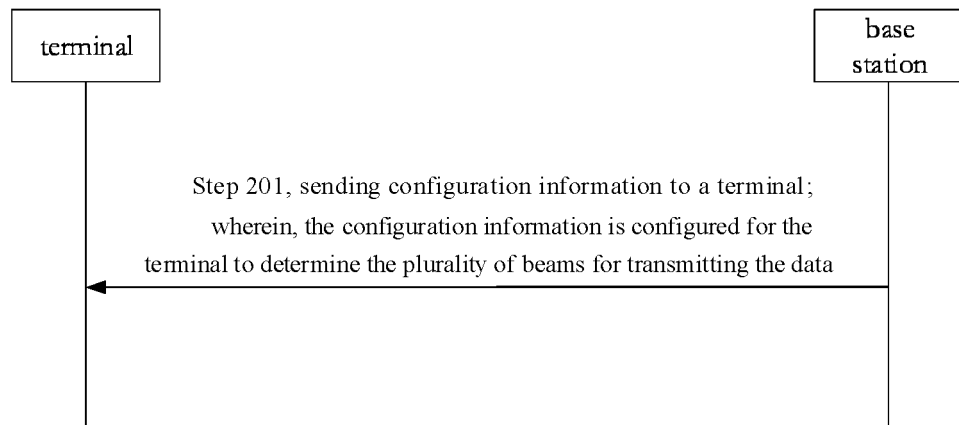 terminal
base
station
Step 201, sending configuration information to a terminal;
wherein, the configuration information is configured for the
terminal to determine the plurality of beams for transmitting the data